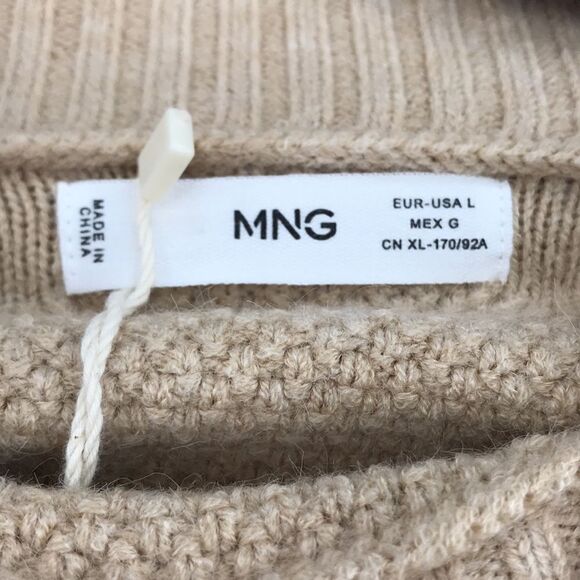 MADE IN
CHINA
MNG
EUR-USA L
MEX G
CN XL-170/92A